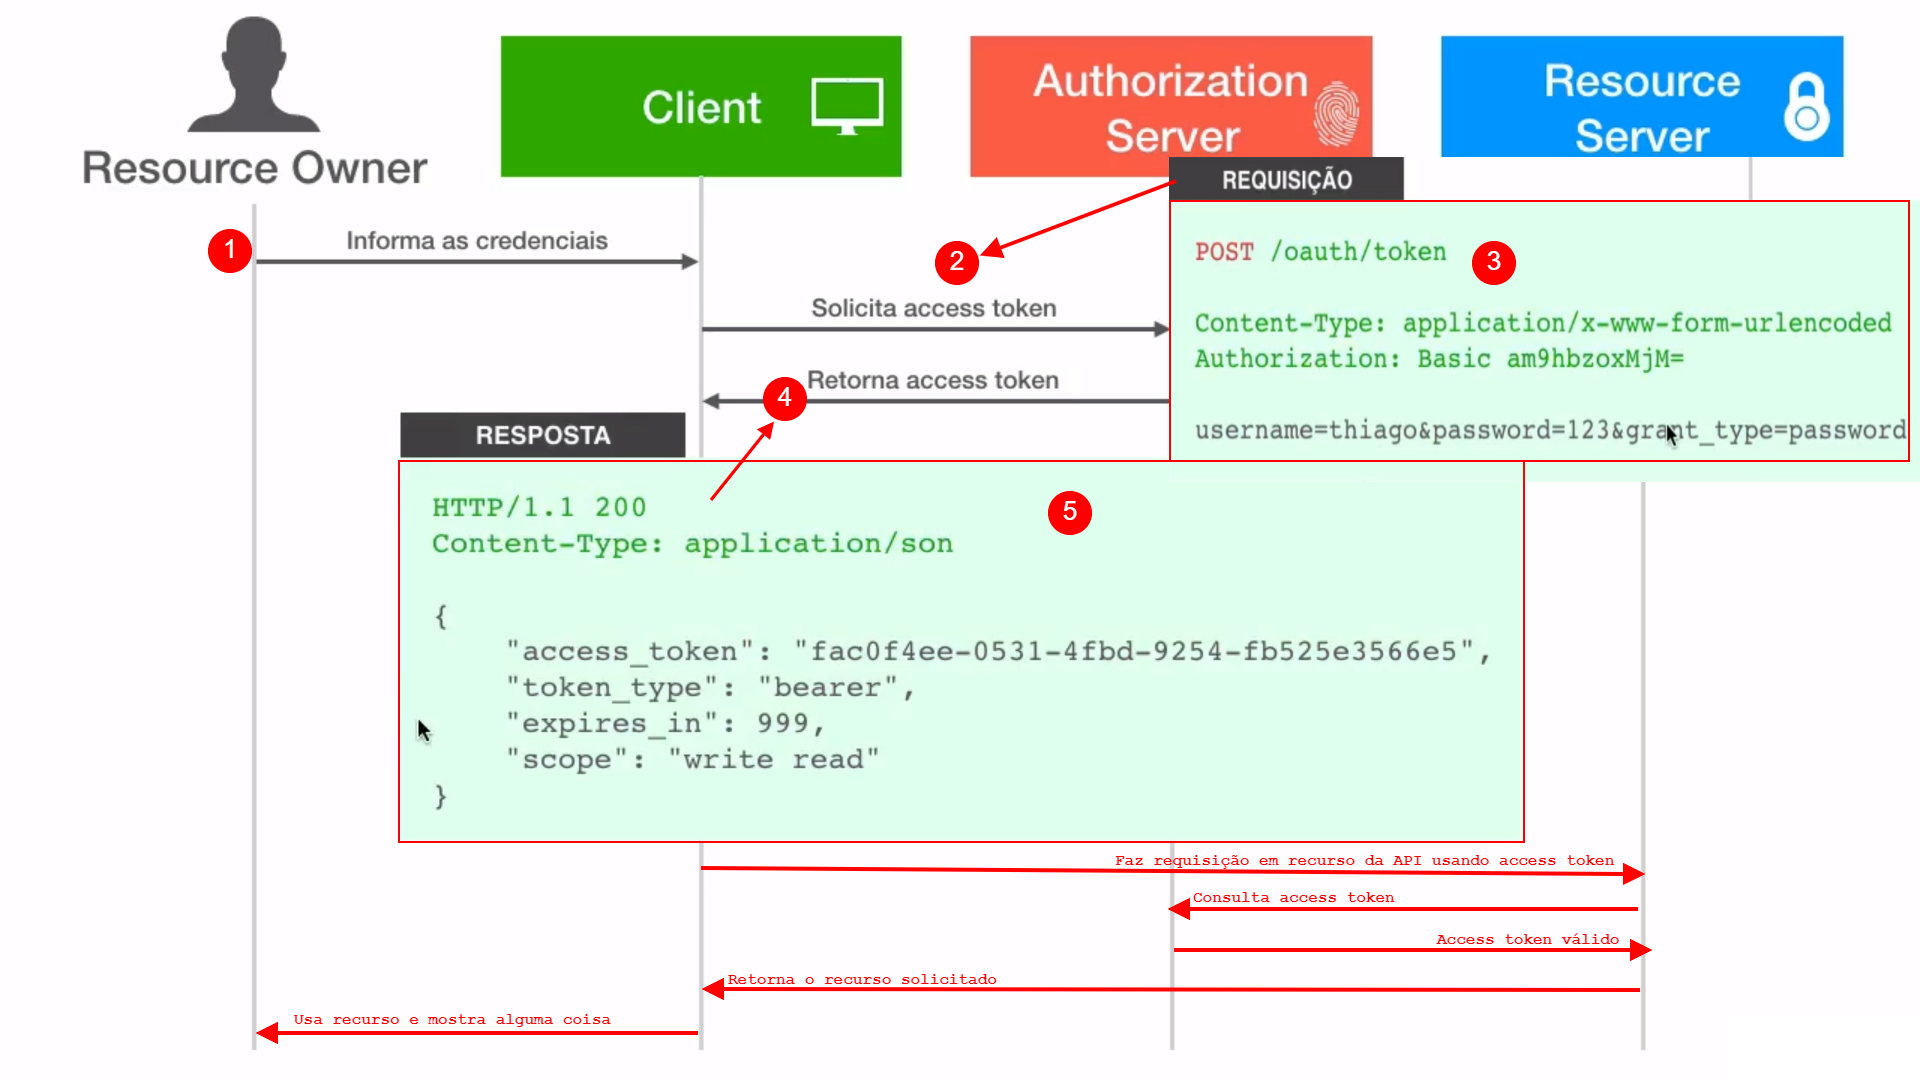 Resource Owner
Client
Authorization
Server
Resource
Server
REQUISIÇÃO
1
Informa as credenciais
2
POST /oauth/token
3
Solicita access token
Content-Type: application/x-www-form-urlencoded
Authorization: Basic am9hbzoxMjM=
Retorna access token
4
username=thiago&password=123&grant_type=password
RESPOSTA
HTTP/1.1 200
5
Content-Type: application/son
{
"access_token": "fac0f4ee-0531-4fbd-9254-fb525e3566e5",
"token_type": "bearer",
"expires_in": 999,
"scope": "write read"
}
Faz requisição em recurso da API usando access token
Consulta access token
Access token válido
Retorna o recurso solicitado
Usa recurso e mostra alguma coisa